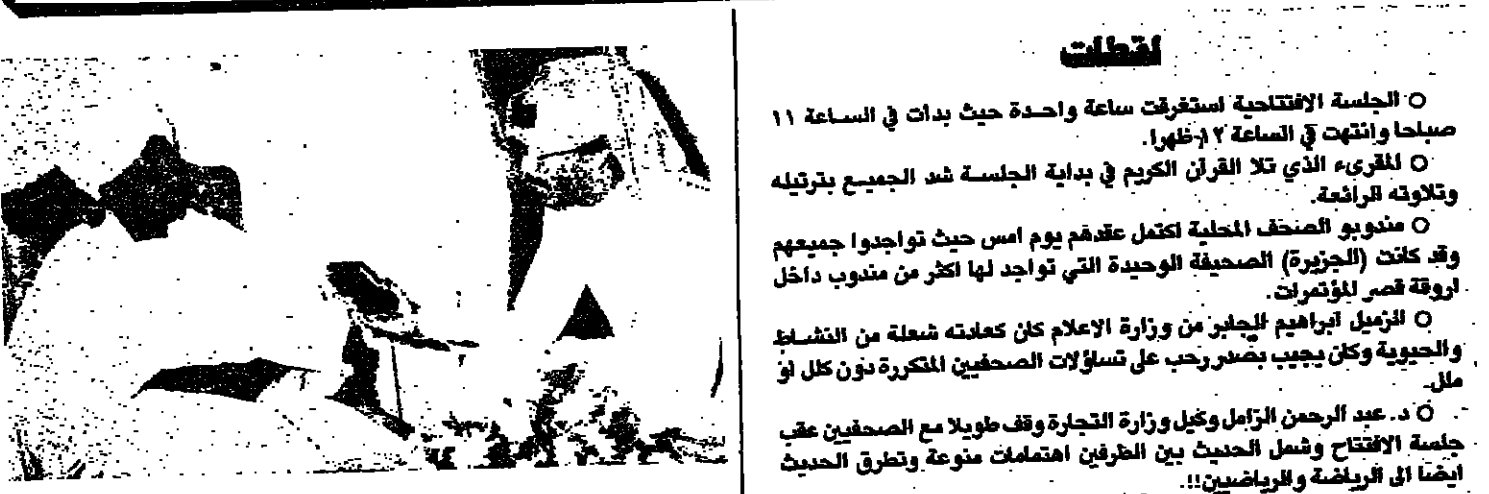 لقطات
○ الجلسة الافتتاحية استغرقت ساعة واحدة حيث بدات في الساعة ١١
صباحا وانتهت في الساعة ١٢ ظهرا.
○ المقرىء الذي تلا القرآن الكريم في بداية الجلسة شد الجميع بترتيله
وتلاوته الرائعة.
○ مندوبو الصحف المحلية اكتمل عقدهم يوم امس حيث تواجدوا جميعهم
وقد كانت (الجزيرة) الصحيفة الوحيدة التي تواجد لها اكثر من مندوب داخل
اروقة قصر المؤتمرات.
○ الزميل ابراهيم الجابر من وزارة الاعلام كان كعادته شعلة من النشاط
والحيوية وكان يجيب بصدر رحب على تساؤلات الصحفيين المتكررة دون كلل او
ملل.
○ د. عبد الرحمن الزامل وكيل وزارة التجارة وقف طويلا مع الصحفيين عقب
جلسة الافتتاح وشمل الحديث بين الطرفين اهتمامات منوعة وتطرق الحديث
ايضا الى الرياضة والرياضيين!!.